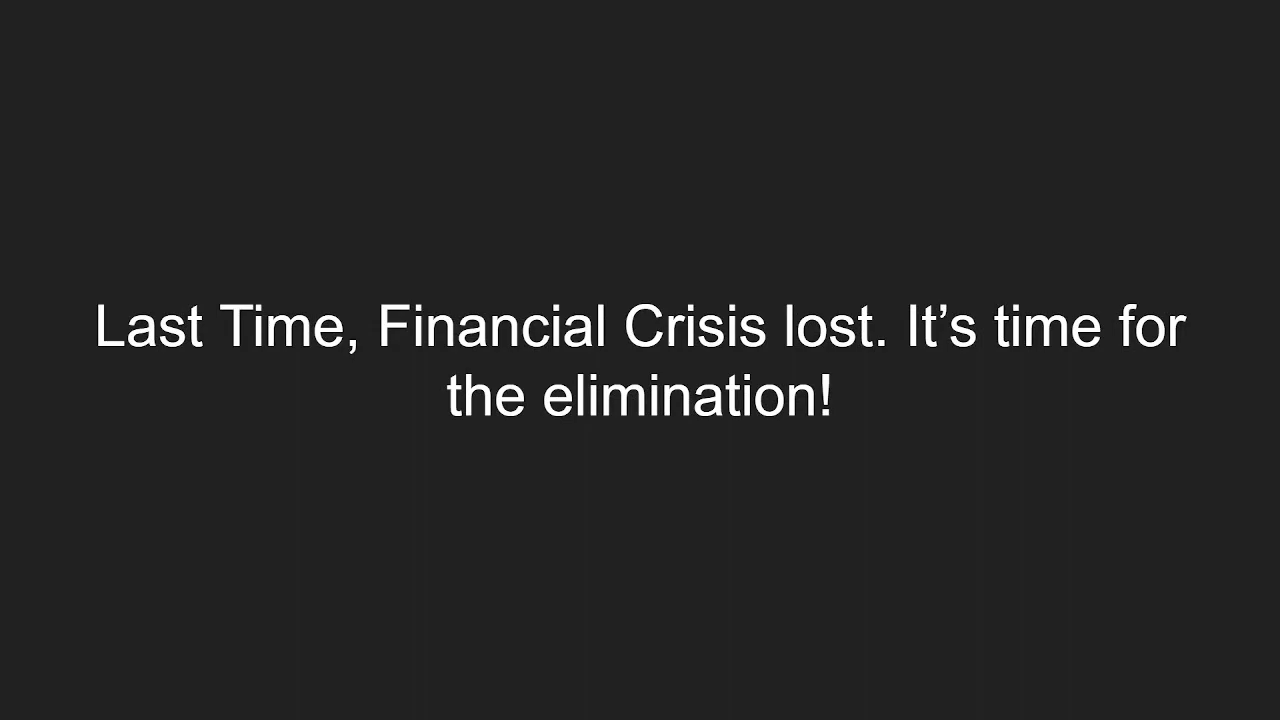 Last Time, Financial Crisis lost. It’s time for
the elimination!